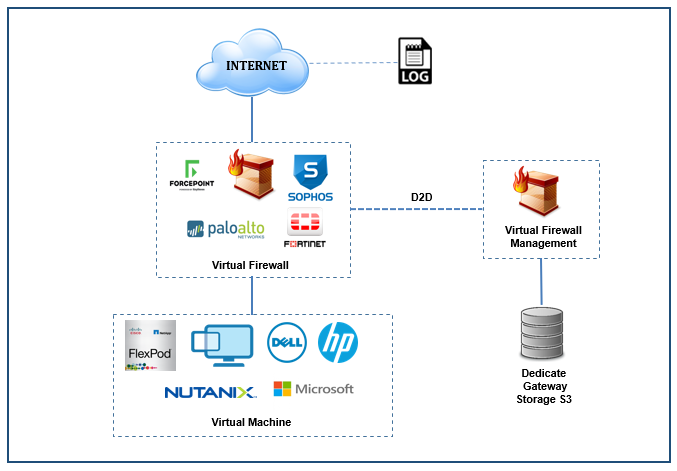 INTERNET
LOG
FORCEPOINT
SOPHOS
paloalto
NETWORKS
FORTINET
Virtual Firewall
D2D
Virtual Firewall
Management
FlexPod
DELL
hp
NUTANIX
Microsoft
Virtual Machine
Dedicate
Gateway
Storage S3